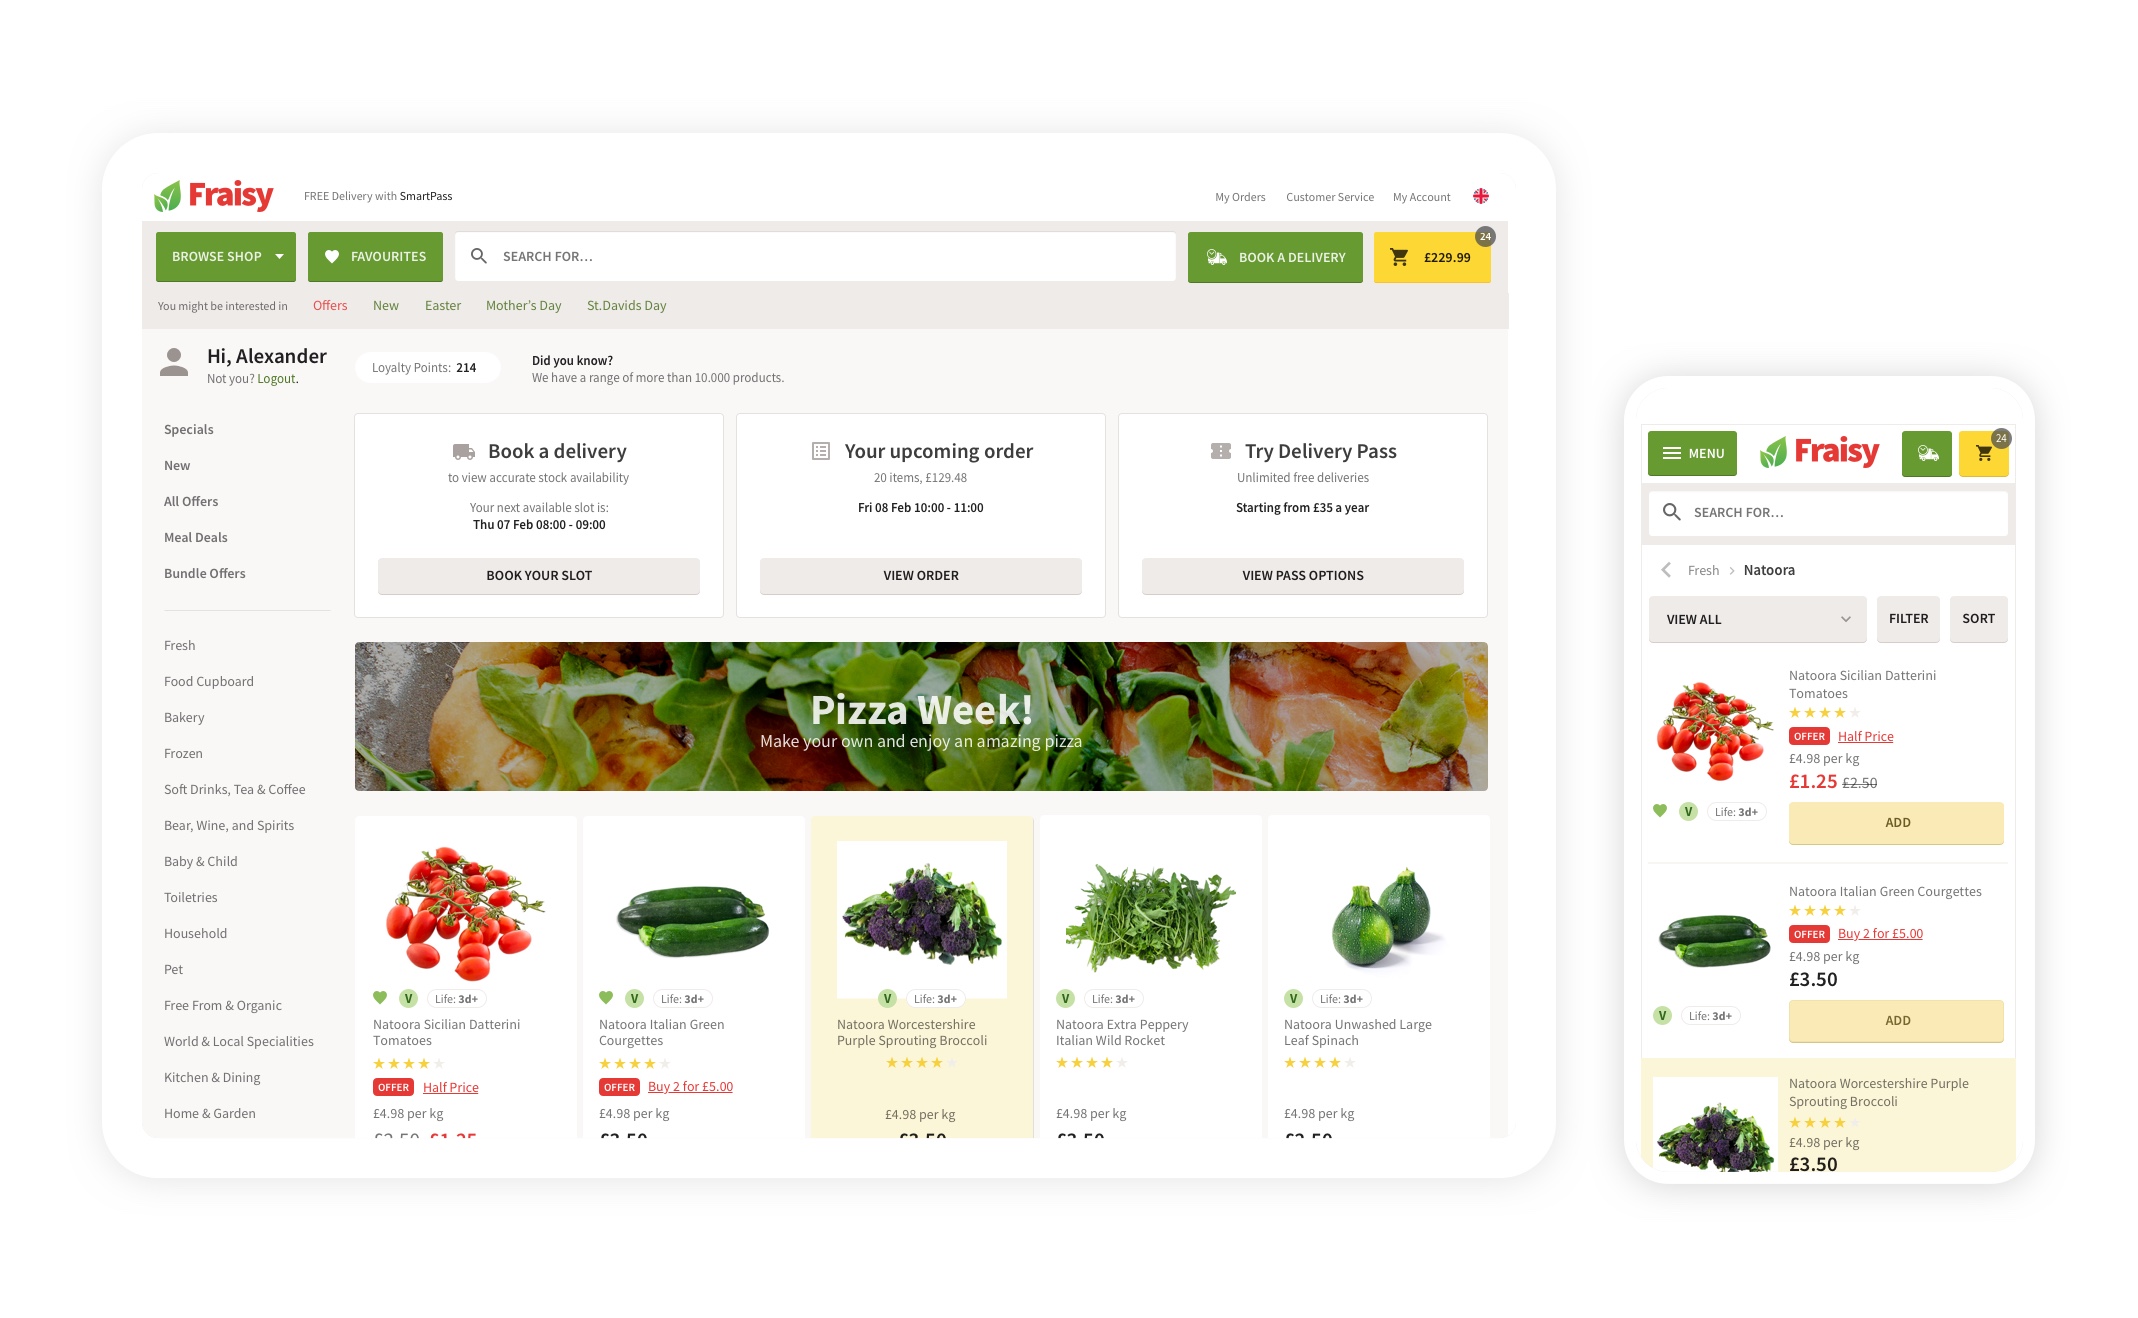 Fraisy
FREE Delivery with SmartPass
My Orders Customer Service My Account
BROWSE SHOP
FAVOURITES
SEARCH FOR...
BOOK A DELIVERY
£229.99
24
You might be interested in Offers New Easter Mother's Day St.Davids Day
Hi, Alexander
Not you? Logout.
Loyalty Points: 214
Did you know?
We have a range of more than 10.000 products.
Specials
New
All Offers
Meal Deals
Bundle Offers
Fresh
Food Cupboard
Bakery
Frozen
Soft Drinks, Tea & Coffee
Bear, Wine, and Spirits
Baby & Child
Toiletries
Household
Pet
Free From & Organic
World & Local Specialities
Kitchen & Dining
Home & Garden
Book a delivery
to view accurate stock availability
Your next available slot is:
Thu 07 Feb 08:00 - 09:00
BOOK YOUR SLOT
Your upcoming order
20 items, £129.48
Fri 08 Feb 10:00 - 11:00
VIEW ORDER
Try Delivery Pass
Unlimited free deliveries
Starting from £35 a year
VIEW PASS OPTIONS
Pizza Week!
Make your own and enjoy an amazing pizza
V Life: 3d+
Natoora Sicilian Datterini
Tomatoes
OFFER Half Price
£4.98 per kg
£2.50 £1.25
V Life: 3d+
Natoora Italian Green
Courgettes
OFFER Buy 2 for £5.00
£4.98 per kg
£3.50
V Life: 3d+
Natoora Worcestershire
Purple Sprouting Broccoli
£4.98 per kg
£3.50
V Life: 3d+
Natoora Extra Peppery
Italian Wild Rocket
£4.98 per kg
V Life: 3d+
Natoora Unwashed Large
Leaf Spinach
£4.98 per kg
MENU
Fraisy
24
SEARCH FOR...
Fresh > Natoora
VIEW ALL
FILTER
SORT
Natoora Sicilian Datterini
Tomatoes
OFFER Half Price
£4.98 per kg
£1.25 £2.50
V Life: 3d+
ADD
Natoora Italian Green Courgettes
OFFER Buy 2 for £5.00
£4.98 per kg
£3.50
V Life: 3d+
ADD
Natoora Worcestershire Purple
Sprouting Broccoli
£4.98 per kg
£3.50